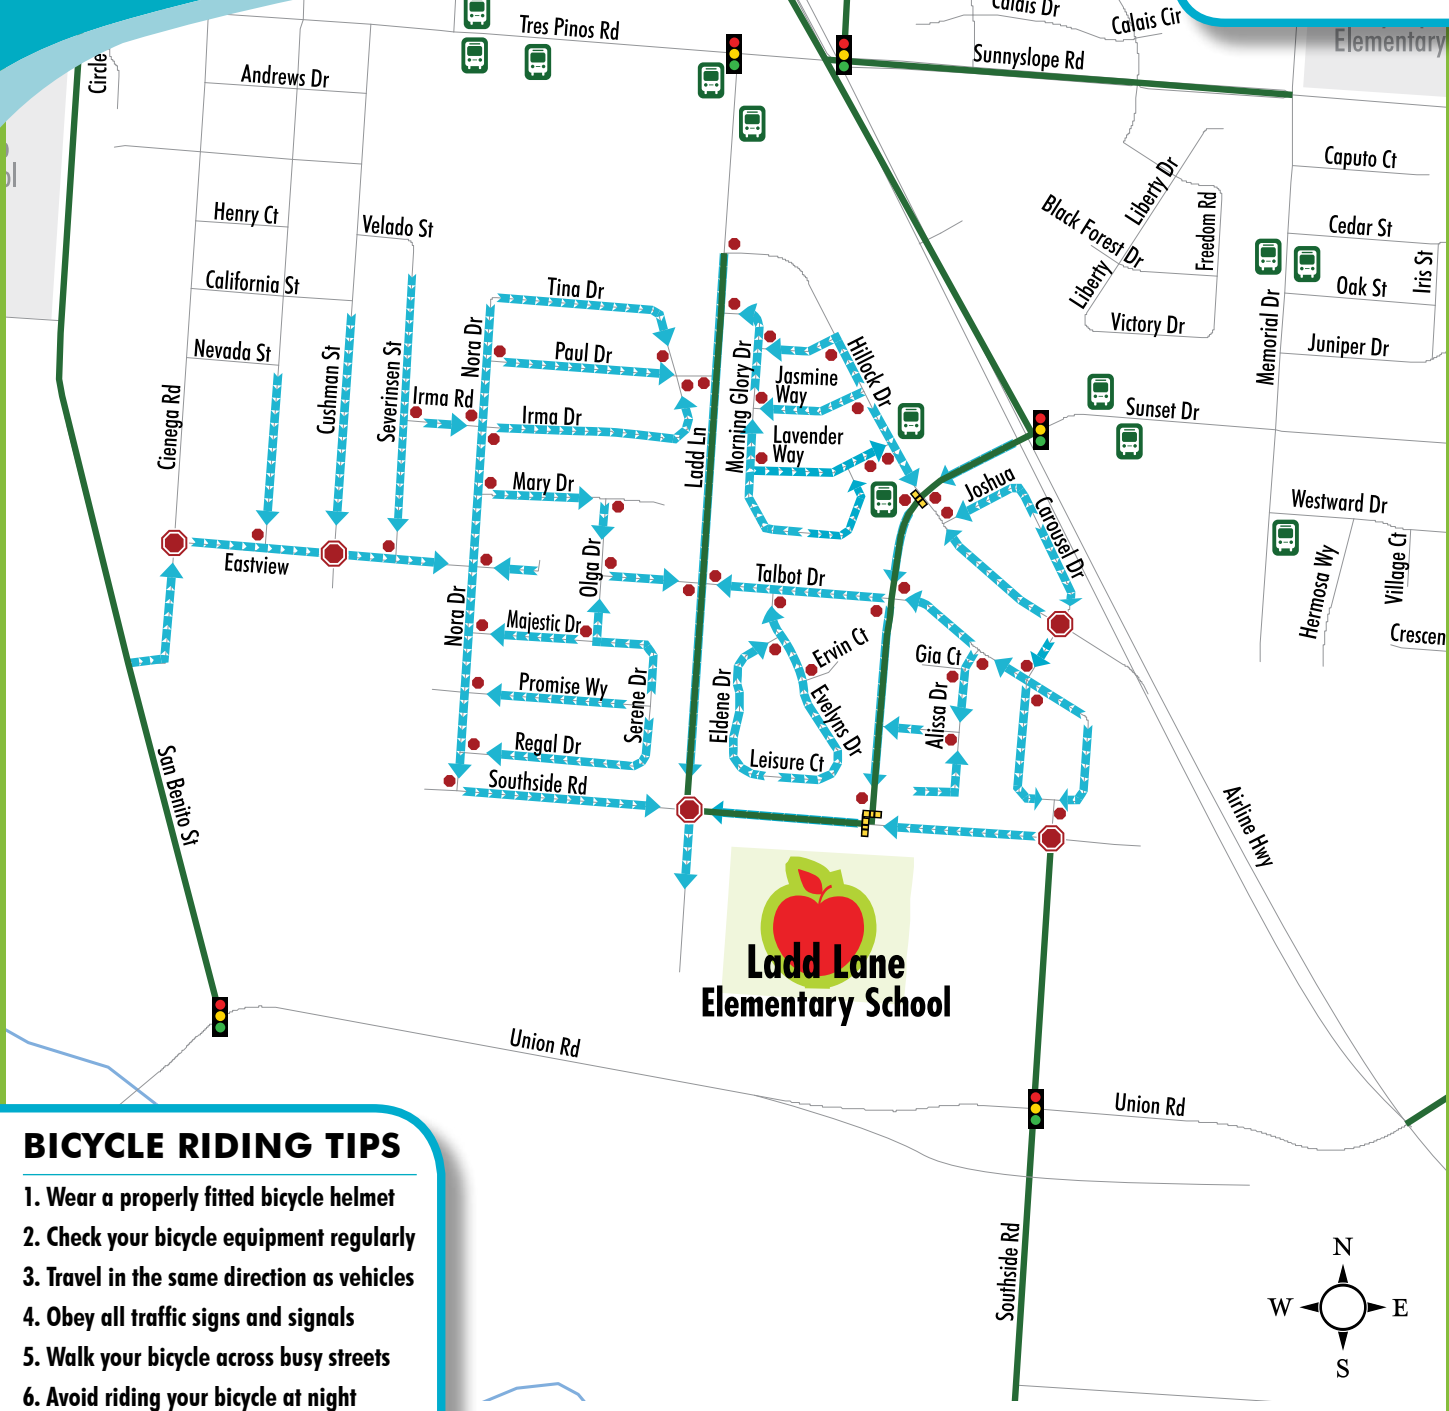 Calais Dr
Calais Cir
Tres Pinos Rd
Sunnyslope Rd
Elementary
Circle
Andrews Dr
ol
Caputo Ct
Liberty Dr
Black Forest Dr
Freedom Rd
Henry Ct
Velado St
Cedar St
Iris St
California St
Tina Dr
Liberty
Oak St
Victory Dr
Memorial Dr
Juniper Dr
Nevada St
Cushman St
Severinsen St
Nora Dr
Paul Dr
Morning Glory Dr
Jasmine
Way
Hillock Dr
Cienega Rd
Irma Rd
Irma Dr
Ladd Ln
Lavender
Way
Sunset Dr
Mary Dr
Joshua
Carousel Dr
Westward Dr
Hermosa Wy
Village Ct
Crescen
Eastview
Olga Dr
Talbot Dr
Nora Dr
Majestic Dr
Ervin Ct
Gia Ct
Promise Wy
Serene Dr
Eldene Dr
Evelyns Dr
Alissa Dr
Regal Dr
Leisure Ct
Southside Rd
San Benito St
Airline Hwy
Ladd Lane
Elementary School
Union Rd
Union Rd
Southside Rd
BICYCLE RIDING TIPS
1. Wear a properly fitted bicycle helmet
2. Check your bicycle equipment regularly
3. Travel in the same direction as vehicles
4. Obey all traffic signs and signals
5. Walk your bicycle across busy streets
6. Avoid riding your bicycle at night
N
W
E
S